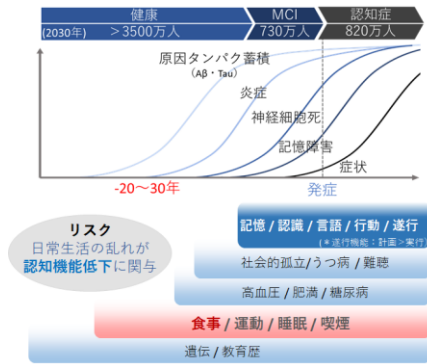 健康 MCI 認知症
(2030年) ＞3500万人 730万人 820万人
原因タンパク蓄積
(Aβ・Tau)
炎症
神経細胞死
記憶障害
症状
-20～30年 発症
リスク
日常生活の乱れが
認知機能低下に関与
記憶 / 認識 / 言語 / 行動 / 遂行
(＊遂行機能：計画＞実行)
社会的孤立/うつ病 / 難聴
高血圧 / 肥満 / 糖尿病
食事 / 運動 / 睡眠 / 喫煙
遺伝 / 教育歴